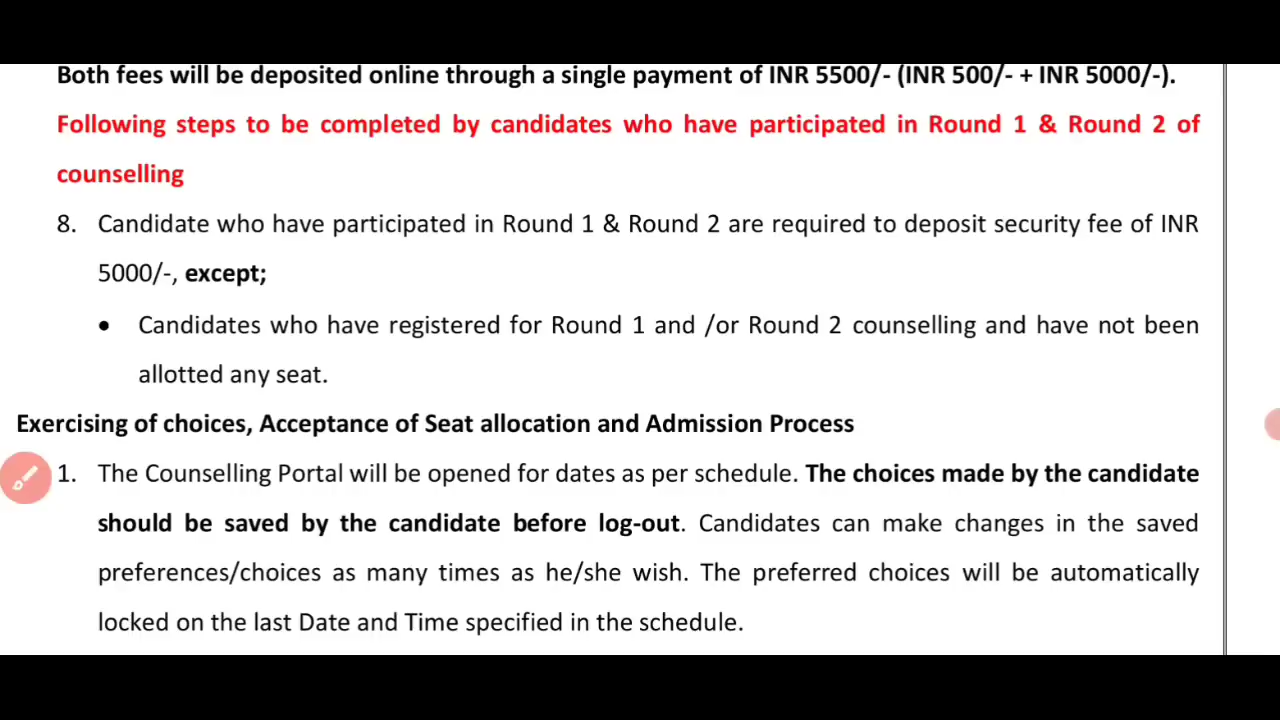 Both fees will be deposited online through a single payment of INR 5500/- (INR 500/- + INR 5000/-).
Following steps to be completed by candidates who have participated in Round 1 & Round 2 of
counselling
8. Candidate who have participated in Round 1 & Round 2 are required to deposit security fee of INR
5000/-, except;
• Candidates who have registered for Round 1 and /or Round 2 counselling and have not been
allotted any seat.
Exercising of choices, Acceptance of Seat allocation and Admission Process
1. The Counselling Portal will be opened for dates as per schedule. The choices made by the candidate
should be saved by the candidate before log-out. Candidates can make changes in the saved
preferences/choices as many times as he/she wish. The preferred choices will be automatically
locked on the last Date and Time specified in the schedule.